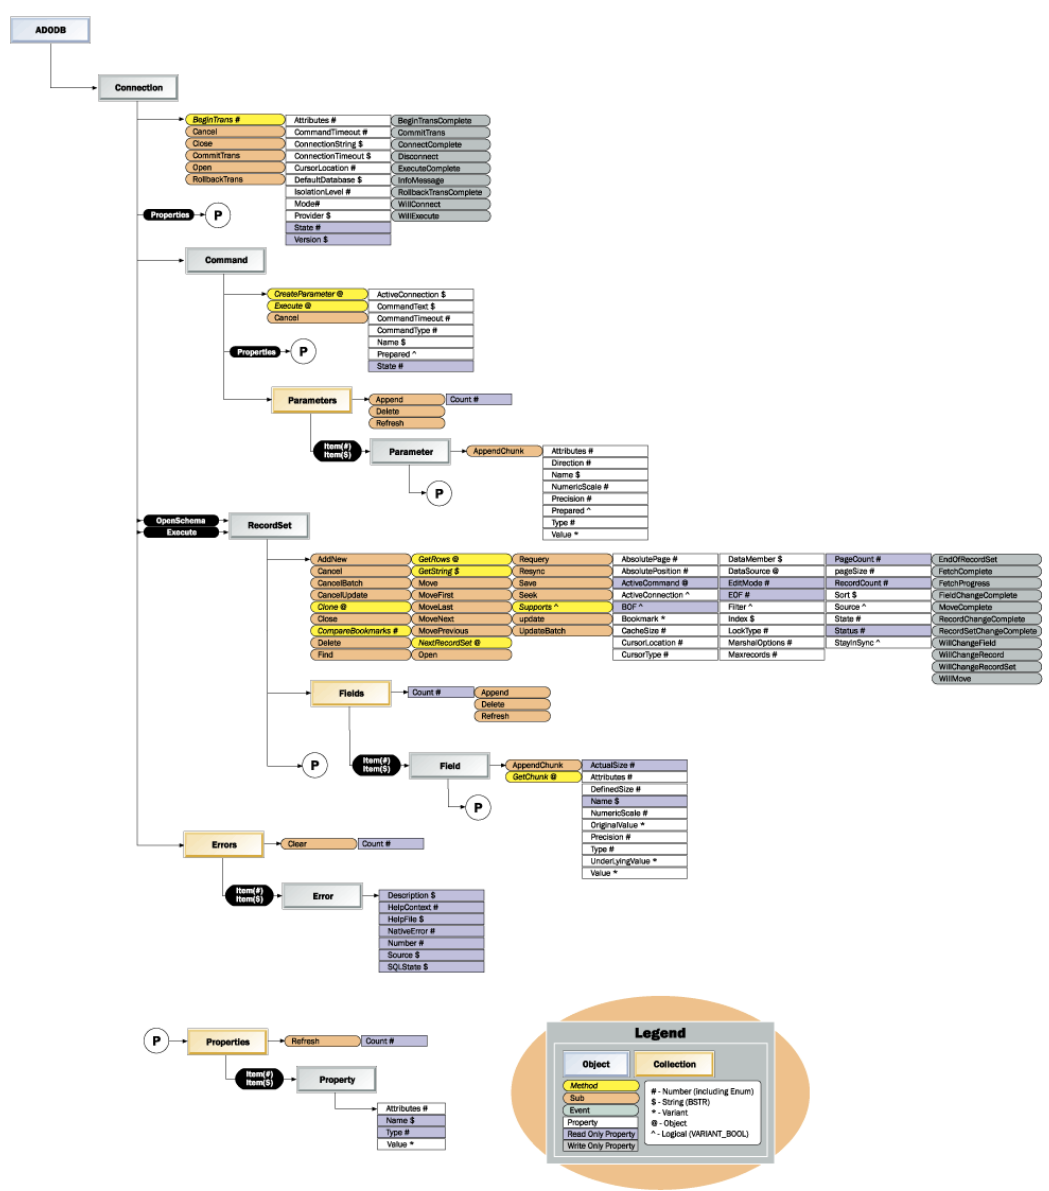 ADODB
Connection
BeginTrans #
Cancel
Close
CommitTrans
Open
RollbackTrans
Attributes #
CommandTimeout #
ConnectionString $
ConnectionTimeout $
CursorLocation #
DefaultDatabase $
IsolationLevel #
Mode#
Provider $
State #
Version $
BeginTransComplete
CommitTrans
ConnectComplete
Disconnect
ExecuteComplete
InfoMessage
RollbackTransComplete
WillConnect
WillExecute
Properties
P
Command
CreateParameter @
Execute @
Cancel
ActiveConnection $
CommandText $
CommandTimeout #
CommandType #
Name $
Prepared ^
State #
Properties
P
Parameters
Append
Delete
Refresh
Count #
Item(#)
Item($)
Parameter
AppendChunk
Attributes #
Direction #
Name $
NumericScale #
Precision #
Prepared ^
Type #
Value *
P
OpenSchema
Execute
RecordSet
AddNew
Cancel
CancelBatch
CancelUpdate
Clone @
Close
CompareBookmarks #
Delete
Find
GetRows @
GetString $
Move
MoveFirst
MoveLast
MoveNext
MovePrevious
NextRecordSet @
Open
Requery
Resync
Save
Seek
Supports ^
update
UpdateBatch
AbsolutePage #
AbsolutePosition #
ActiveCommand @
ActiveConnection ^
BOF ^
Bookmark *
CacheSize #
CursorLocation #
CursorType #
DataMember $
DataSource @
EditMode #
EOF #
Filter ^
Index $
LockType #
MarshalOptions #
Maxrecords #
PageCount #
pageSize #
RecordCount #
Sort $
Source ^
State #
Status #
StayInSync ^
EndOfRecordSet
FetchComplete
FetchProgress
FieldChangeComplete
MoveComplete
RecordChangeComplete
RecordSetChangeComplete
WillChangeField
WillChangeRecord
WillChangeRecordSet
WillMove
Fields
Count #
Append
Delete
Refresh
P
Item(#)
Item($)
Field
AppendChunk
GetChunk @
ActualSize #
Attributes #
DefinedSize #
Name $
NumericScale #
OriginalValue *
Precision #
Type #
UnderLyingValue *
Value *
P
Errors
Clear
Count #
Item(#)
Item($)
Error
Description $
HelpContext #
HelpFile $
NativeError #
Number #
Source $
SQLState $
P
Properties
Refresh
Count #
Item(#)
Item($)
Property
Attributes #
Name $
Type #
Value *
Legend
Object
Collection
Method
Sub
Event
Property
Read Only Property
Write Only Property
# - Number (including Enum)
$ - String (BSTR)
* - Variant
@ - Object
^ - Logical (VARIANT_BOOL)